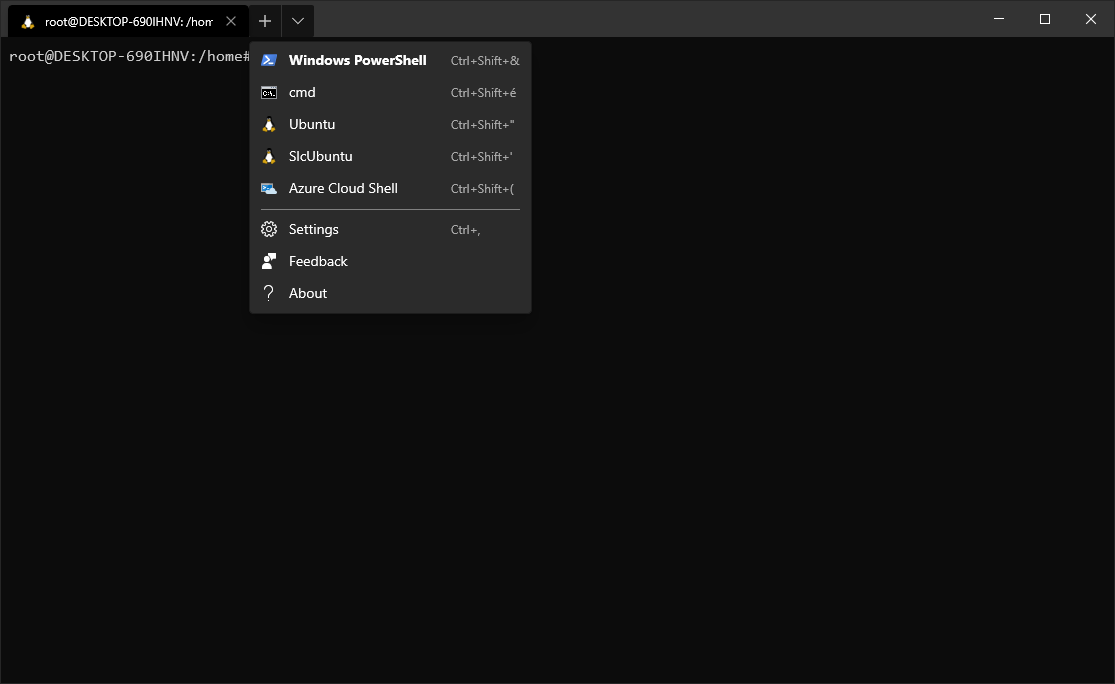 root@DESKTOP-690IHNV: /hom
root@DESKTOP-690IHNV:/home#
Windows PowerShell Ctrl+Shift+&
cmd Ctrl+Shift+é
Ubuntu Ctrl+Shift+"
SlcUbuntu Ctrl+Shift+'
Azure Cloud Shell Ctrl+Shift+(
Settings Ctrl+,
Feedback
About